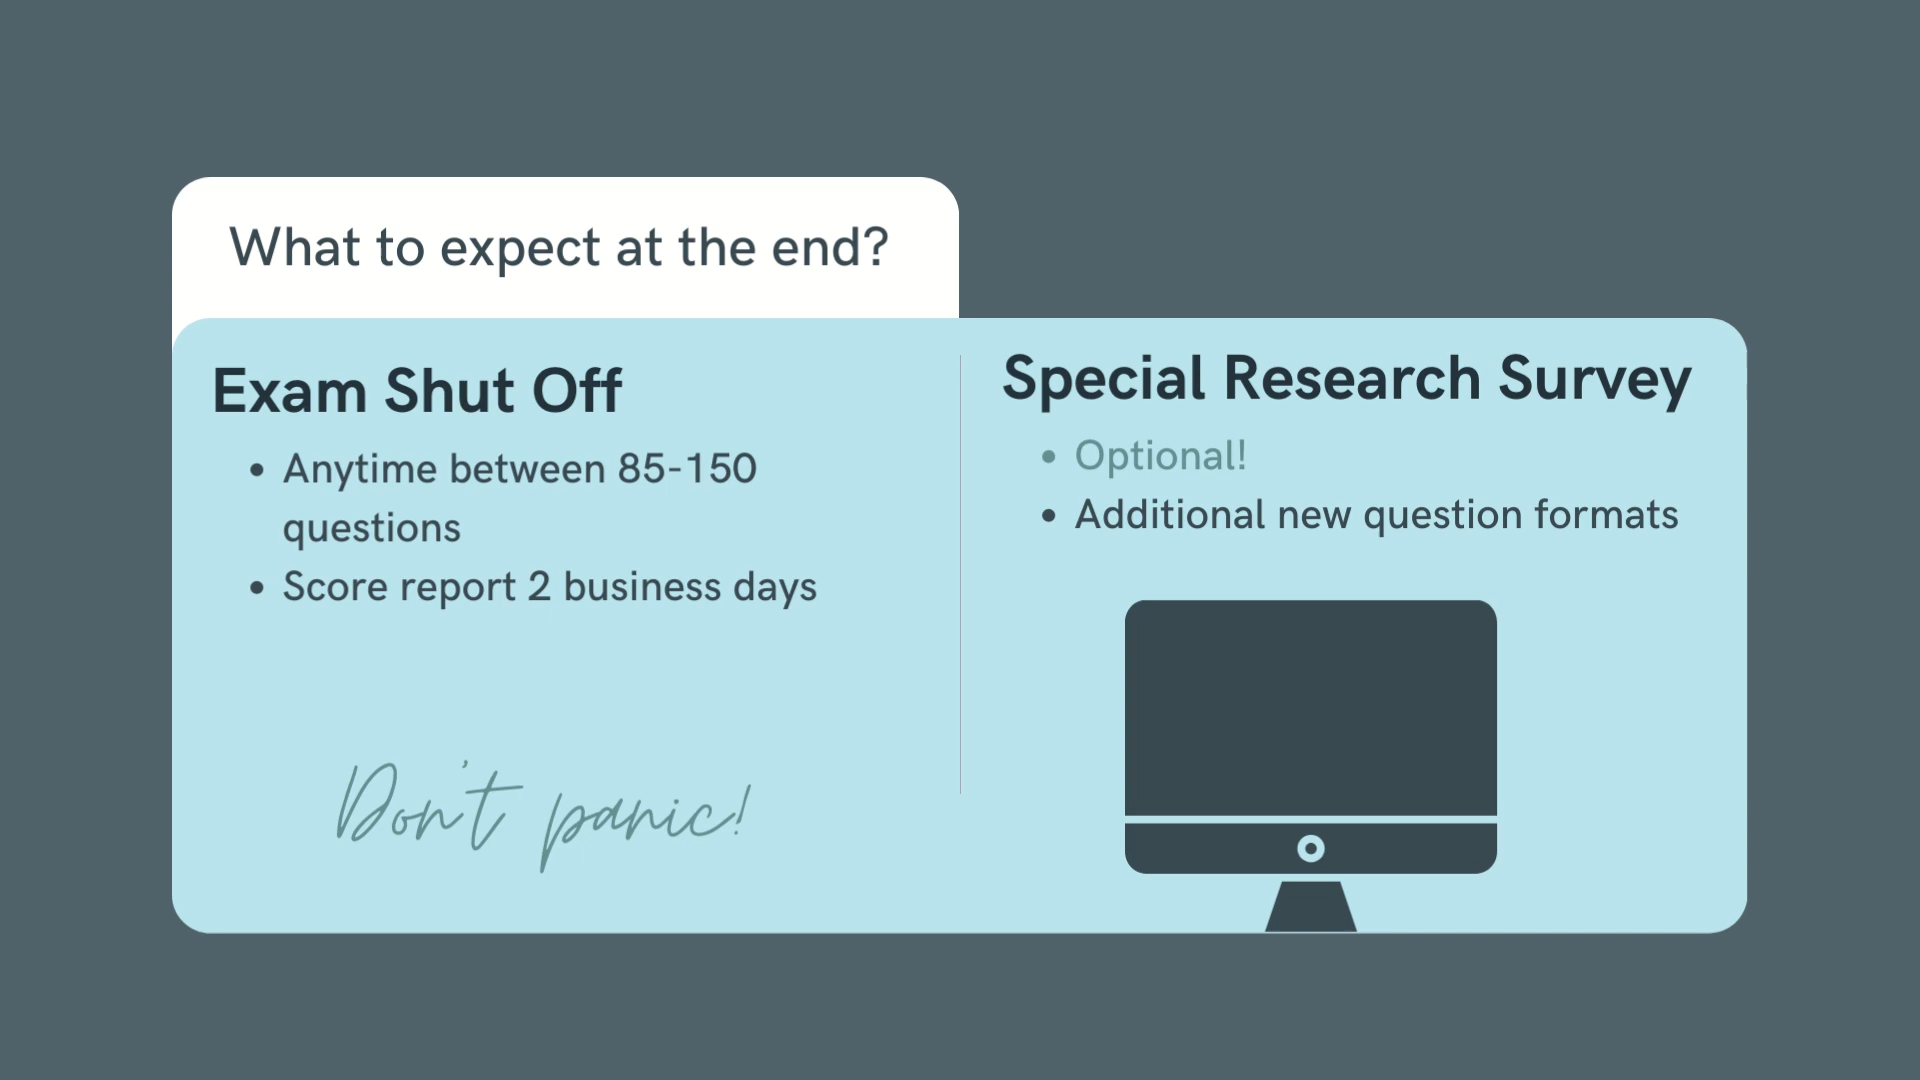 What to expect at the end?
Exam Shut Off
• Anytime between 85-150
questions
• Score report 2 business days
Don't panic!
Special Research Survey
• Optional!
• Additional new question formats